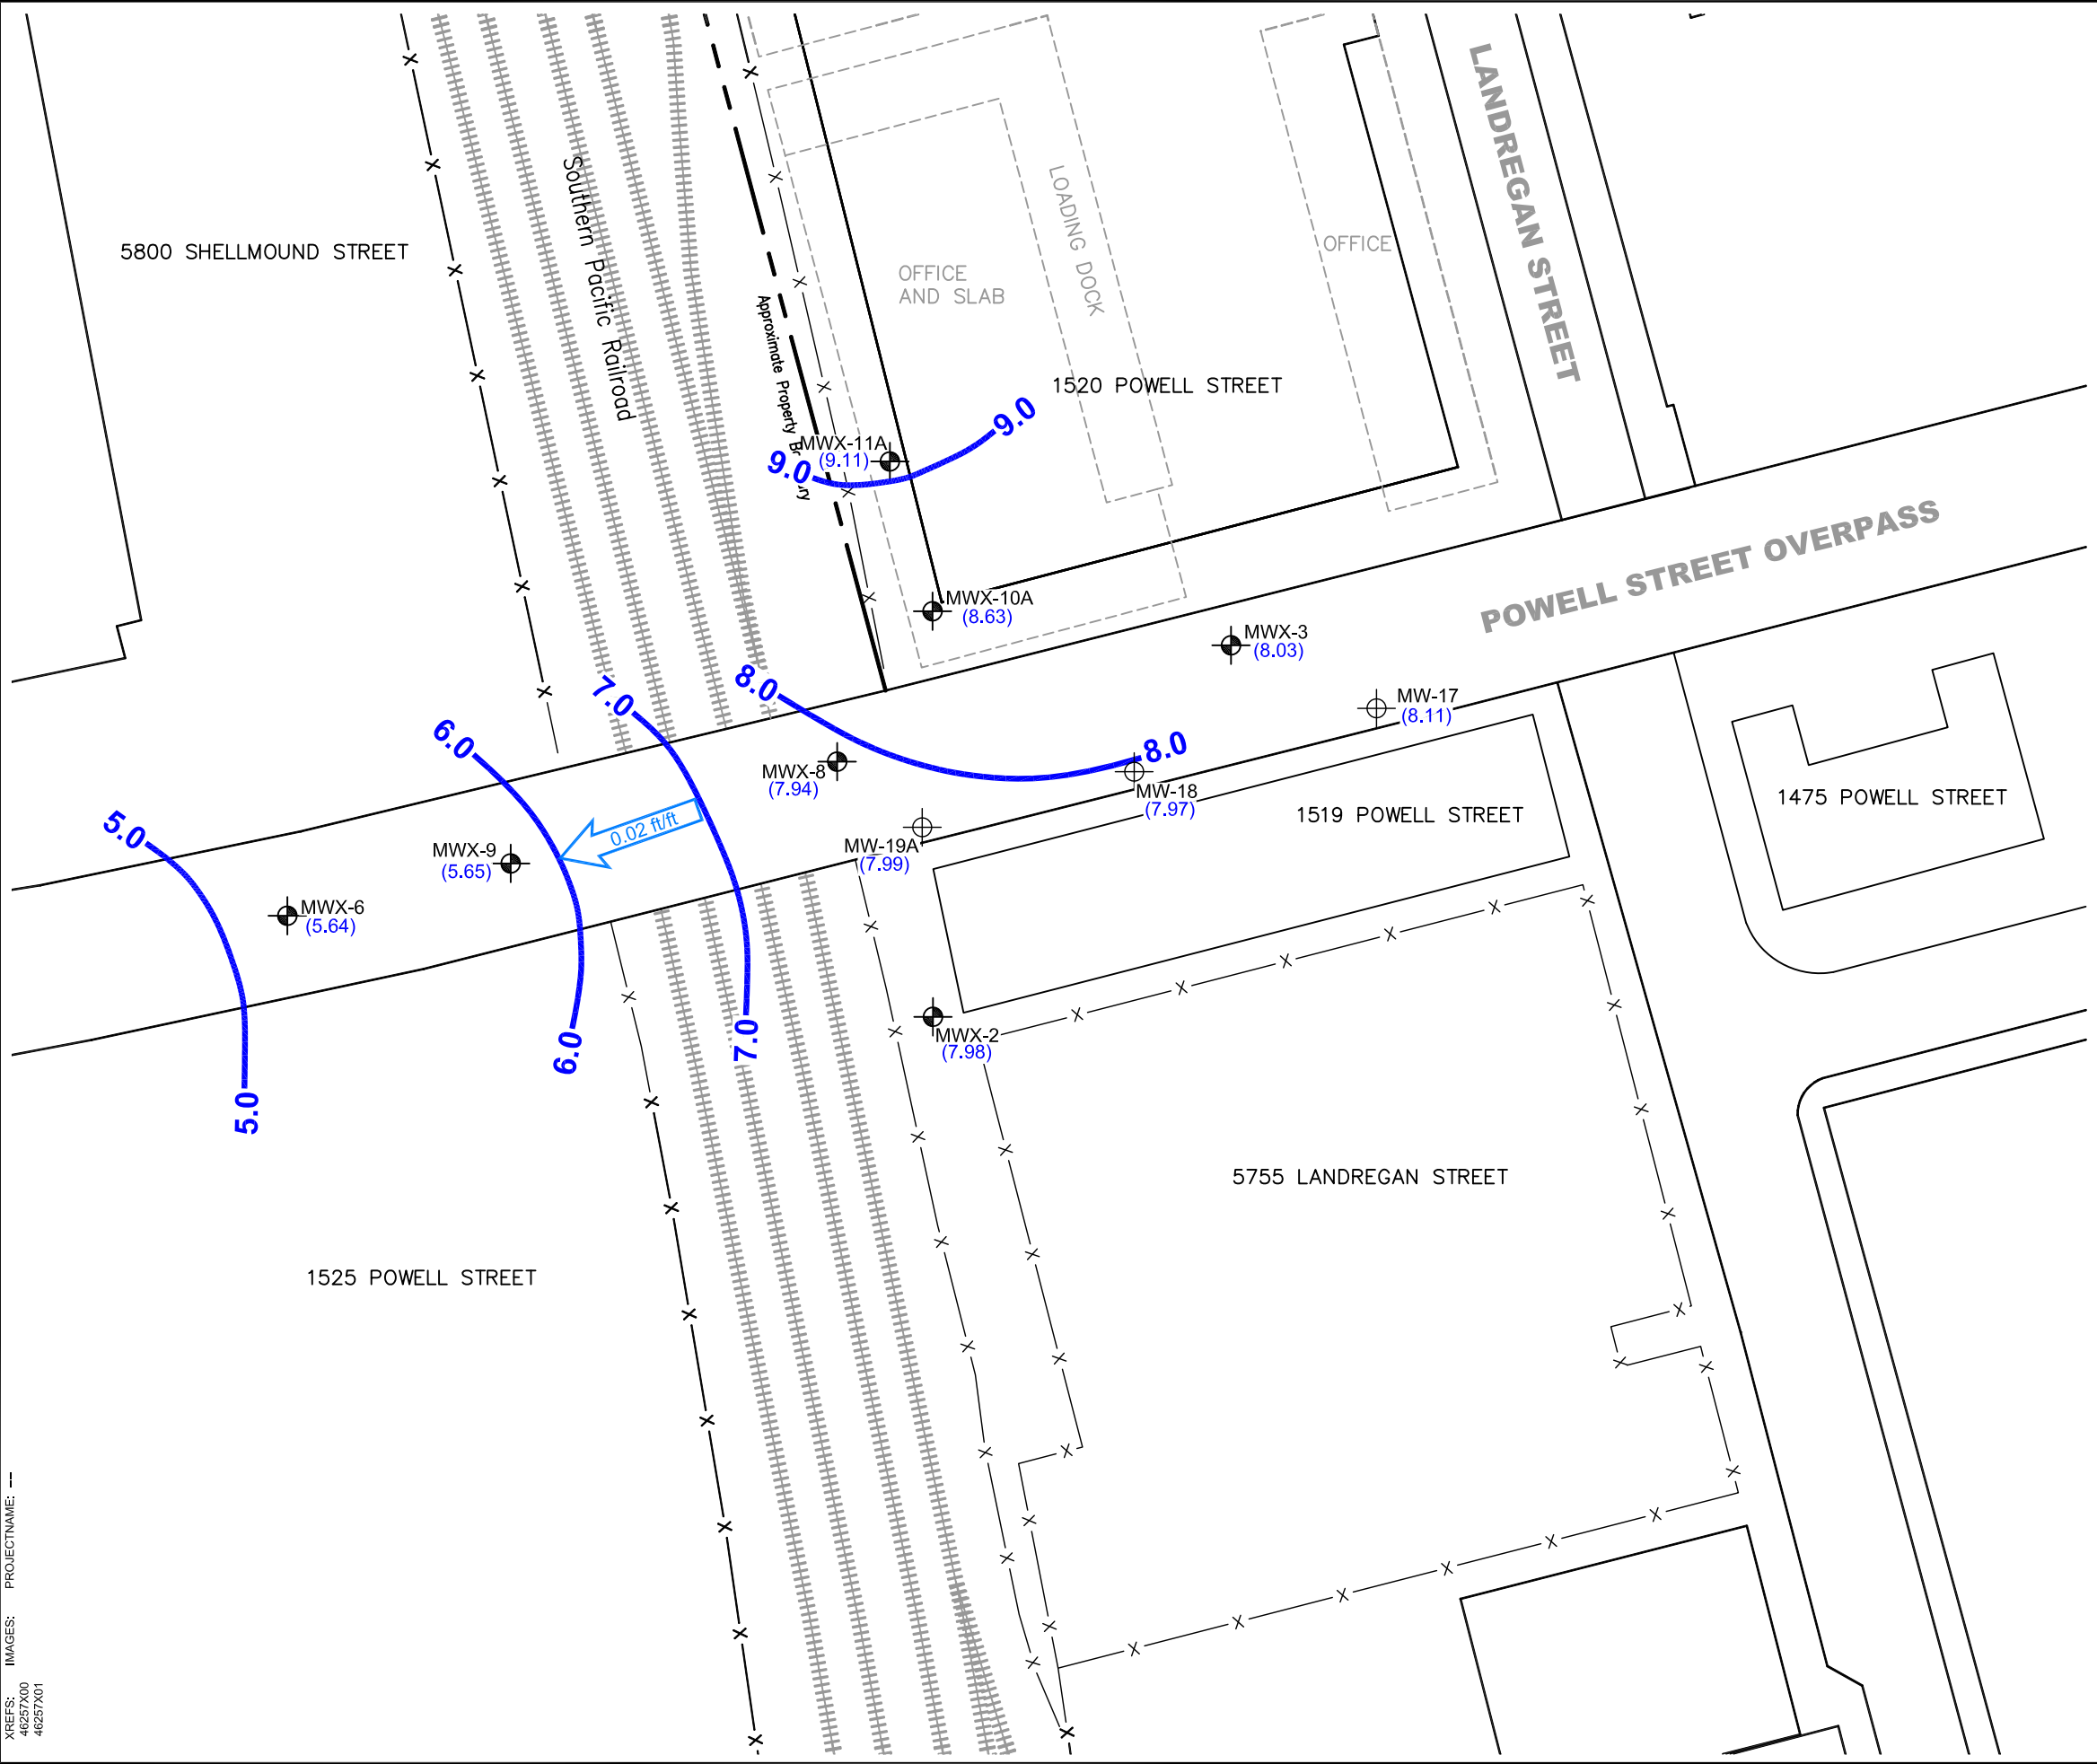 LANDREGAN STREET
Southern Pacific Railroad
5800 SHELLMOUND STREET
LOADING DOCK
OFFICE
OFFICE
AND SLAB
Approximate Property
1520 POWELL STREET
9.0
MWX-11A
(9.11)
9.0
POWELL STREET OVERPASS
MWX-10A
(8.63)
MWX-3
(8.03)
8.0
7.0
MW-17
(8.11)
6.0
8.0
MWX-8
(7.94)
MW-18
(7.97)
1475 POWELL STREET
1519 POWELL STREET
5.0
0.02 ft/ft
MW-19A
(7.99)
MWX-9
(5.65)
MWX-6
(5.64)
MWX-2
(7.98)
7.0
6.0
5.0
5755 LANDREGAN STREET
1525 POWELL STREET
XREFS: IMAGES: PROJECTNAME: --
46257X00
46257X01